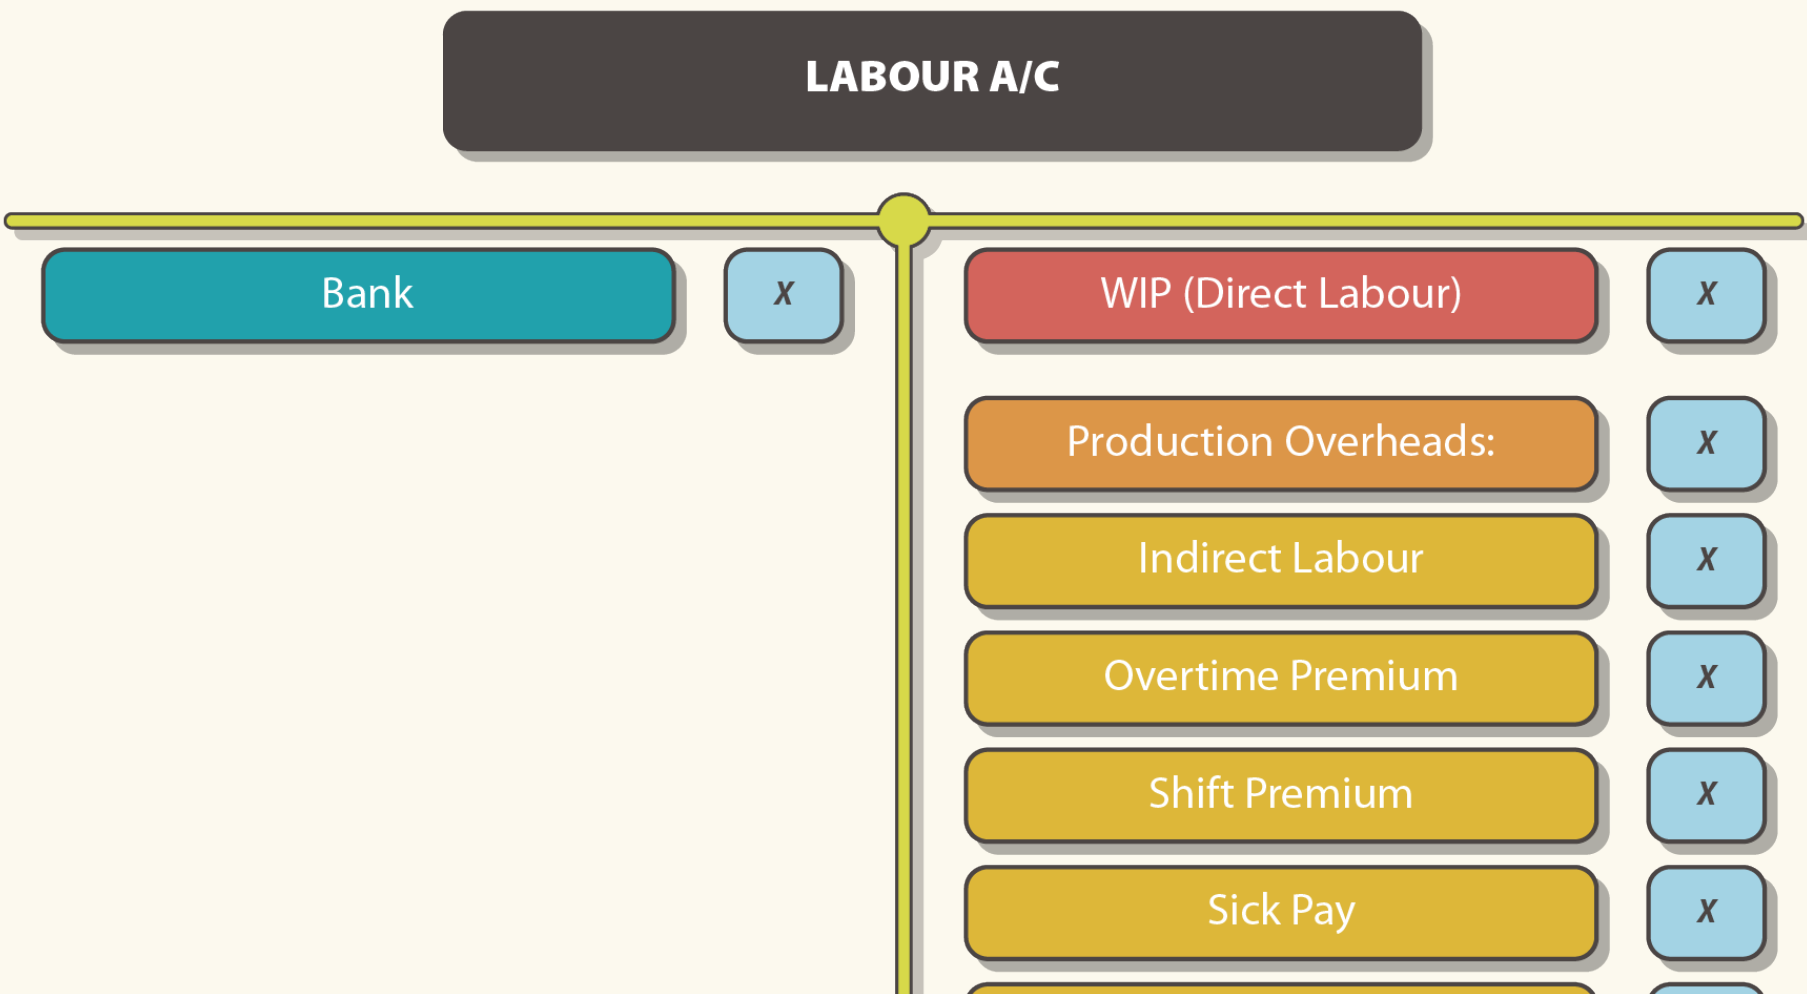 LABOUR A/C
Bank x WIP (Direct Labour) x
Production Overheads: x
Indirect Labour x
Overtime Premium x
Shift Premium x
Sick Pay x